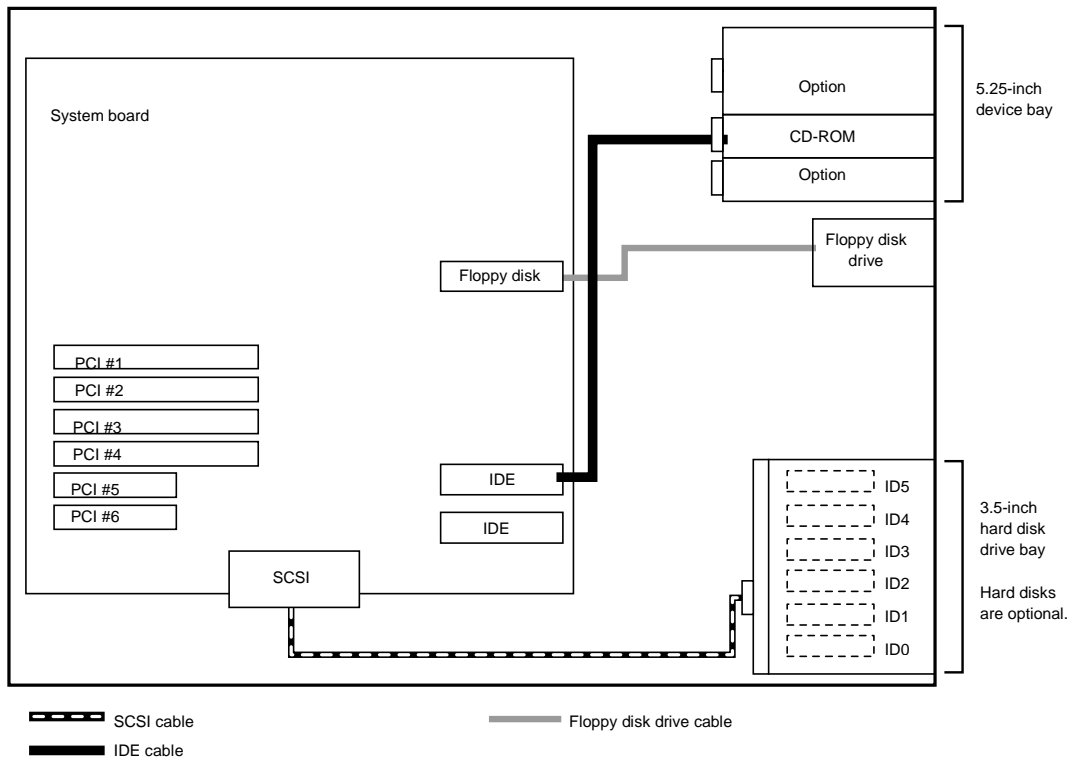 System board
Option
CD-ROM
Option
5.25-inch
device bay
Floppy disk
drive
Floppy disk
PCI #1
PCI #2
PCI #3
PCI #4
PCI #5
PCI #6
IDE
IDE
SCSI
ID5
ID4
ID3
ID2
ID1
ID0
3.5-inch
hard disk
drive bay
Hard disks
are optional.
SCSI cable
Floppy disk drive cable
IDE cable